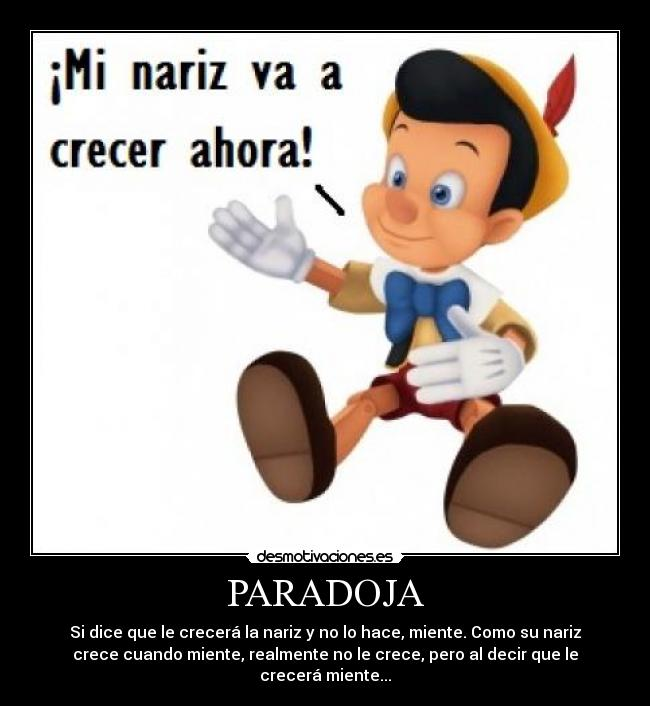 ¡Mi nariz va a
crecer ahora!
desmotivaciones.es
PARADOJA
Si dice que le crecerá la nariz y no lo hace, miente. Como su nariz
crece cuando miente, realmente no le crece, pero al decir que le
crecerá miente...